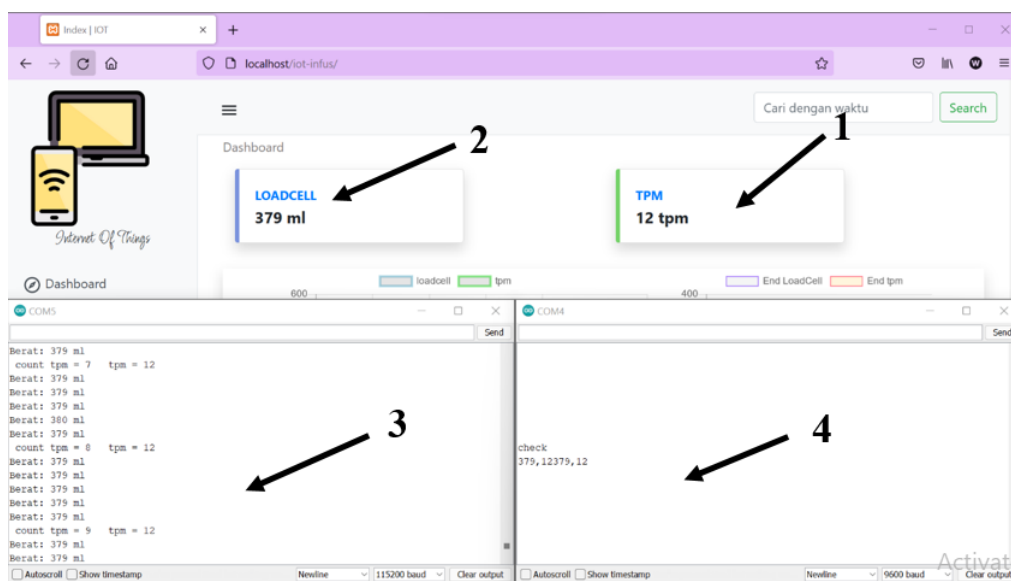 Index | IOT
localhost/iot-infus/
Cari dengan waktu
Search
1
2
Dashboard
LOADCELL
379 ml
TPM
12 tpm
Internet Of Things
Dashboard
loadcell
tpm
End LoadCell
End tpm
600
400
COM5
Send
Berat: 379 ml
count tpm = 7 tpm = 12
Berat: 379 ml
Berat: 379 ml
Berat: 379 ml
Berat: 380 ml
Berat: 379 ml
count tpm = 8 tpm = 12
Berat: 379 ml
Berat: 379 ml
Berat: 379 ml
Berat: 379 ml
Berat: 379 ml
count tpm = 9 tpm = 12
Berat: 379 ml
Berat: 379 ml
3
Autoscroll
Show timestamp
Newline
115200 baud
Clear output
COM4
Send
check
379,12379,12
4
Activat
Autoscroll
Show timestamp
Newline
9600 baud
Clear output